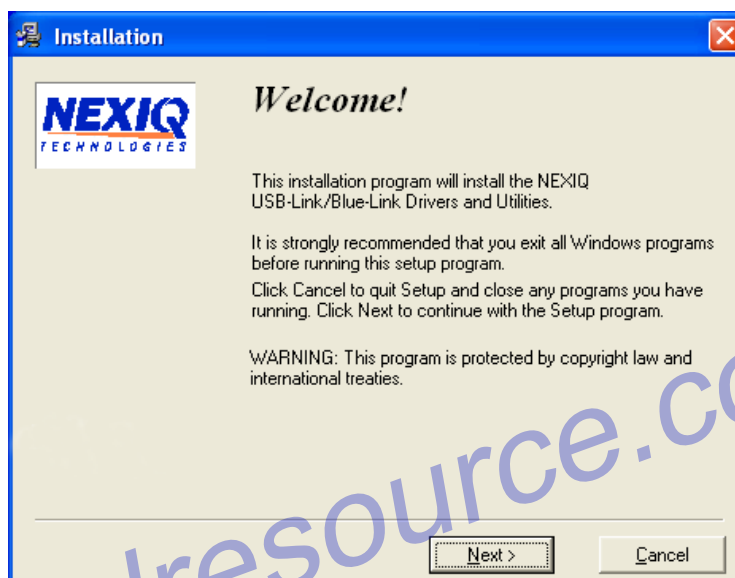 Installation
NEXIQ
TECHNOLOGIES
Welcome!
This installation program will install the NEXIQ
USB-Link/Blue-Link Drivers and Utilities.
It is strongly recommended that you exit all Windows programs
before running this setup program.
Click Cancel to quit Setup and close any programs you have
running. Click Next to continue with the Setup program.
WARNING: This program is protected by copyright law and
international treaties.
Next >
Cancel